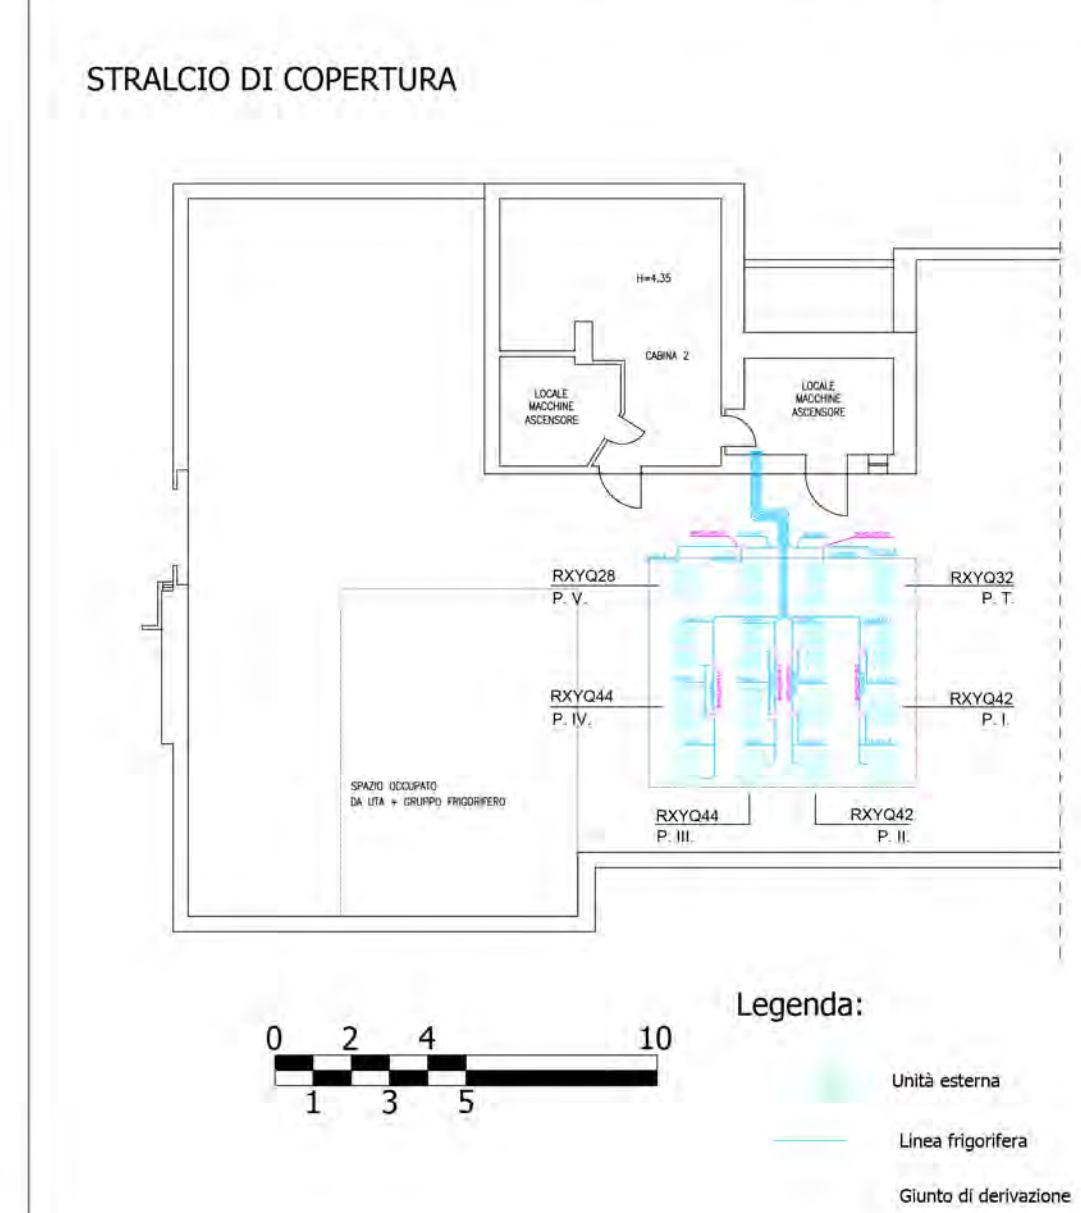 STRALCIO DI COPERTURA
H=4.35
CABINA 2
LOCALE
MACCHINE
ASCENSORE
LOCALE
MACCHINE
ASCENSORE
RXYQ28
P. V.
RXYQ32
P. T.
RXYQ44
P. IV.
RXYQ42
P. I.
SPAZIO OCCUPATO
DA UTA + GRUPPO FRIGORIFERO
RXYQ44
P. III.
RXYQ42
P. II.
Legenda:
0 2 4 10
1 3 5
Unità esterna
Linea frigorifera
Giunto di derivazione